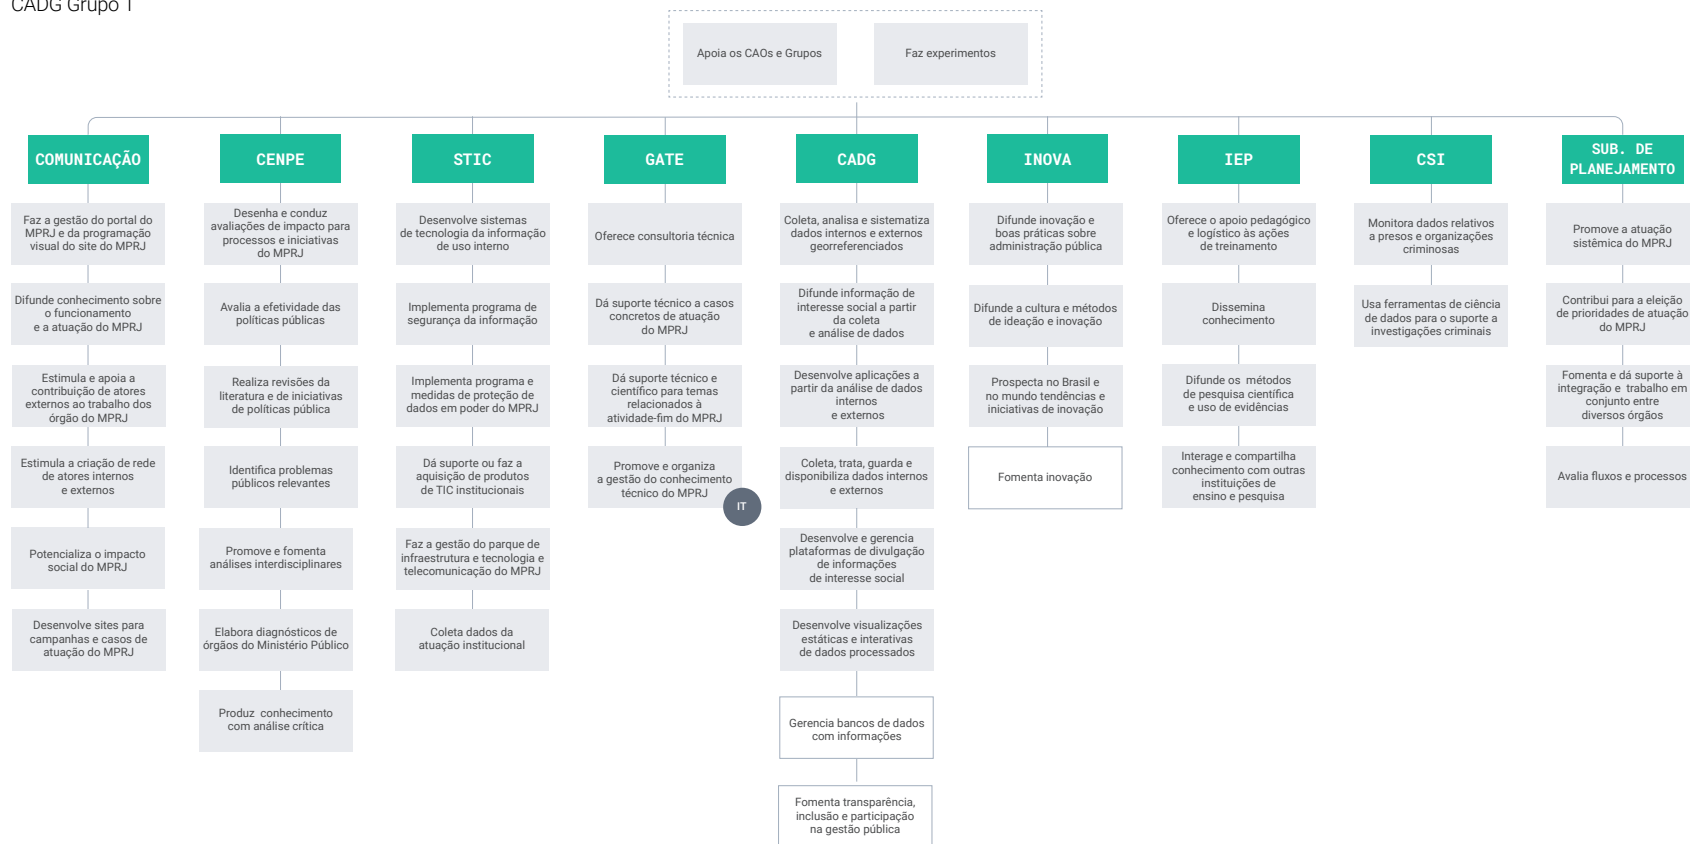 CADG Grupo 1
Apoia os CAOs e Grupos
Faz experimentos
COMUNICAÇÃO
Faz a gestão do portal do
MPRJ e da programação
visual do site do MPRJ
Difunde conhecimento sobre
o funcionamento
e a atuação do MPRJ
Estimula e apoia a
contribuição de atores
externos ao trabalho dos
órgão do MPRJ
Estimula a criação de rede
de atores internos
e externos
Potencializa o impacto
social do MPRJ
Desenvolve sites para
campanhas e casos de
atuação do MPRJ
CENPE
Desenha e conduz
avaliações de impacto para
processos e iniciativas
do MPRJ
Avalia a efetividade das
políticas públicas
Realiza revisões da
literatura e de iniciativas
de políticas pública
Identifica problemas
públicos relevantes
Promove e fomenta
análises interdisciplinares
Elabora diagnósticos de
órgãos do Ministério Público
Produz conhecimento
com análise crítica
STIC
Desenvolve sistemas
de tecnologia da informação
de uso interno
Implementa programa de
segurança da informação
Implementa programa e
medidas de proteção de
dados em poder do MPRJ
Dá suporte ou faz a
aquisição de produtos
de TIC institucionais
Faz a gestão do parque de
infraestrutura e tecnologia e
telecomunicação do MPRJ
Coleta dados da
atuação institucional
GATE
Oferece consultoria técnica
Dá suporte técnico a casos
concretos de atuação
do MPRJ
Dá suporte técnico e
científico para temas
relacionados à
atividade-fim do MPRJ
Promove e organiza
a gestão do conhecimento
técnico do MPRJ
IT
CADG
Coleta, analisa e sistematiza
dados internos e externos
georreferenciados
Difunde informação de
interesse social a partir
da coleta
e análise de dados
Desenvolve aplicações a
partir da análise de dados
internos
e externos
Coleta, trata, guarda e
disponibiliza dados internos
e externos
Desenvolve e gerencia
plataformas de divulgação
de informações
de interesse social
Desenvolve visualizações
estáticas e interativas
de dados processados
Gerencia bancos de dados
com informações
Fomenta transparência,
inclusão e participação
na gestão pública
INOVA
Difunde inovação e
boas práticas sobre
administração pública
Difunde a cultura e métodos
de ideação e inovação
Prospecta no Brasil e
no mundo tendências e
iniciativas de inovação
Fomenta inovação
IEP
Oferece o apoio pedagógico
e logístico às ações
de treinamento
Dissemina
conhecimento
Difunde os métodos
de pesquisa científica
e uso de evidências
Interage e compartilha
conhecimento com outras
instituições de
ensino e pesquisa
CSI
Monitora dados relativos
a presos e organizações
criminosas
Usa ferramentas de ciência
de dados para o suporte a
investigações criminais
SUB. DE
PLANEJAMENTO
Promove a atuação
sistêmica do MPRJ
Contribui para a eleição
de prioridades de atuação
do MPRJ
Fomenta e dá suporte à
integração e trabalho em
conjunto entre
diversos órgãos
Avalia fluxos e processos